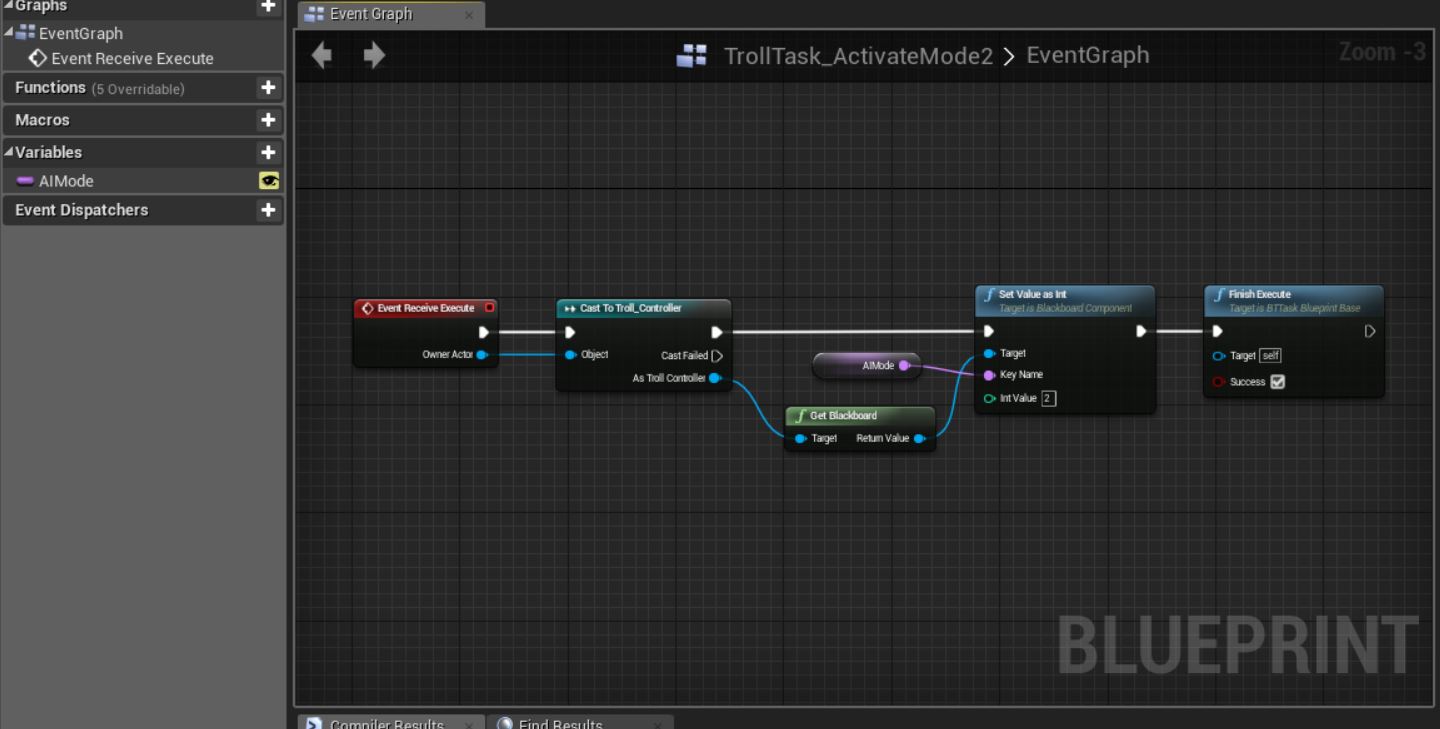 Graphs
EventGraph
Event Receive Execute
Functions (5 Overridable)
Macros
Variables
AIMode
Event Dispatchers
Event Graph
TrollTask_ActivateMode2 > EventGraph
Zoom -3
Event Receive Execute
Owner Actor
Cast To Troll_Controller
Object
Cast Failed
As Troll Controller
AIMode
Get Blackboard
Target Return Value
Set Value as Int
Target is Blackboard Component
Target
Key Name
Int Value 2
Finish Execute
Target is BTTask Blueprint Base
Target self
Success
BLUEPRINT
Compiler Results
Find Results